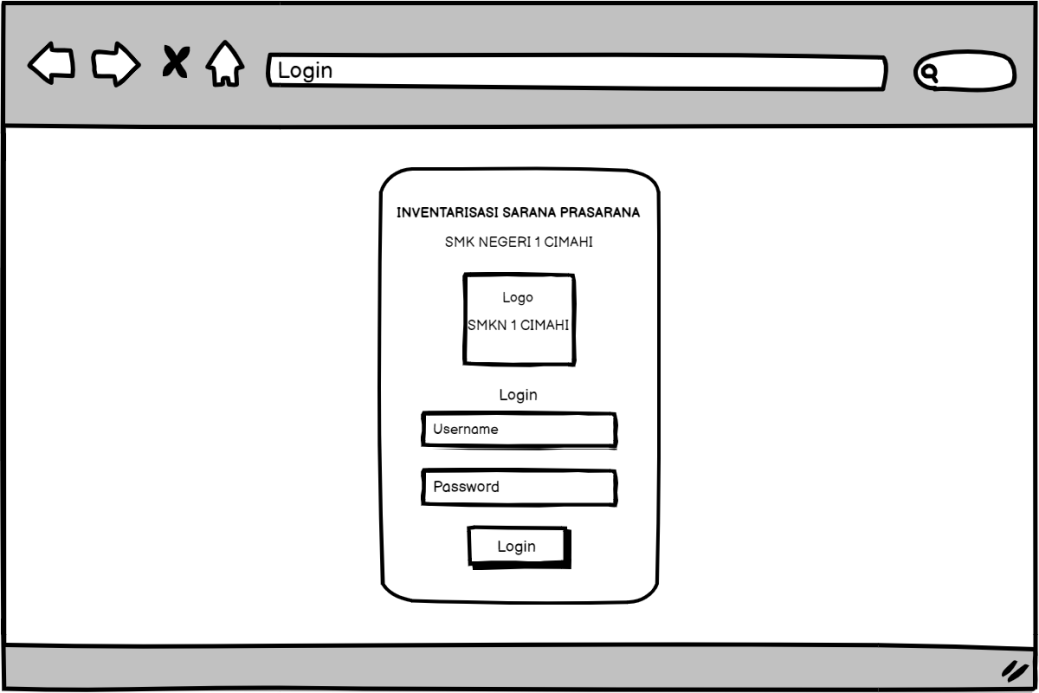 Login
INVENTARISASI SARANA PRASARANA
SMK NEGERI 1 CIMAHI
Logo
SMKN 1 CIMAHI
Login
Username
Password
Login